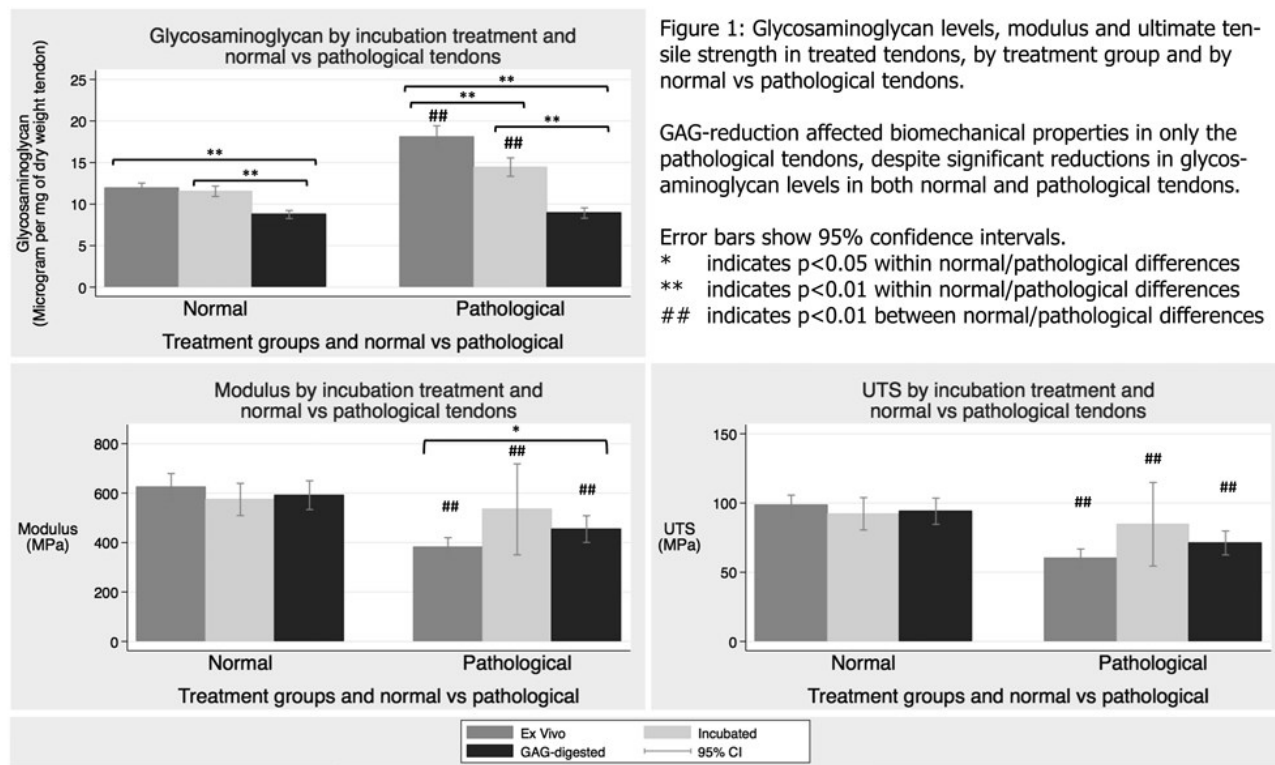 Glycosaminoglycan by incubation treatment and
normal vs pathological tendons
Glycosaminoglycan
(Microgram per mg of dry weight tendon)
25
20
15
10
5
0
**
**
**
**
**
##
##
Normal
Pathological
Treatment groups and normal vs pathological
Figure 1: Glycosaminoglycan levels, modulus and ultimate ten-
sile strength in treated tendons, by treatment group and by
normal vs pathological tendons.
GAG-reduction affected biomechanical properties in only the
pathological tendons, despite significant reductions in glycos-
aminoglycan levels in both normal and pathological tendons.
Error bars show 95% confidence intervals.
* indicates p<0.05 within normal/pathological differences
** indicates p<0.01 within normal/pathological differences
## indicates p<0.01 between normal/pathological differences
Modulus by incubation treatment and
normal vs pathological tendons
Modulus
(MPa)
800
600
400
200
0
*
##
##
##
Normal
Pathological
Treatment groups and normal vs pathological
UTS by incubation treatment and
normal vs pathological tendons
UTS
(MPa)
150
100
50
0
##
##
##
Normal
Pathological
Treatment groups and normal vs pathological
Ex Vivo
Incubated
GAG-digested
95% CI